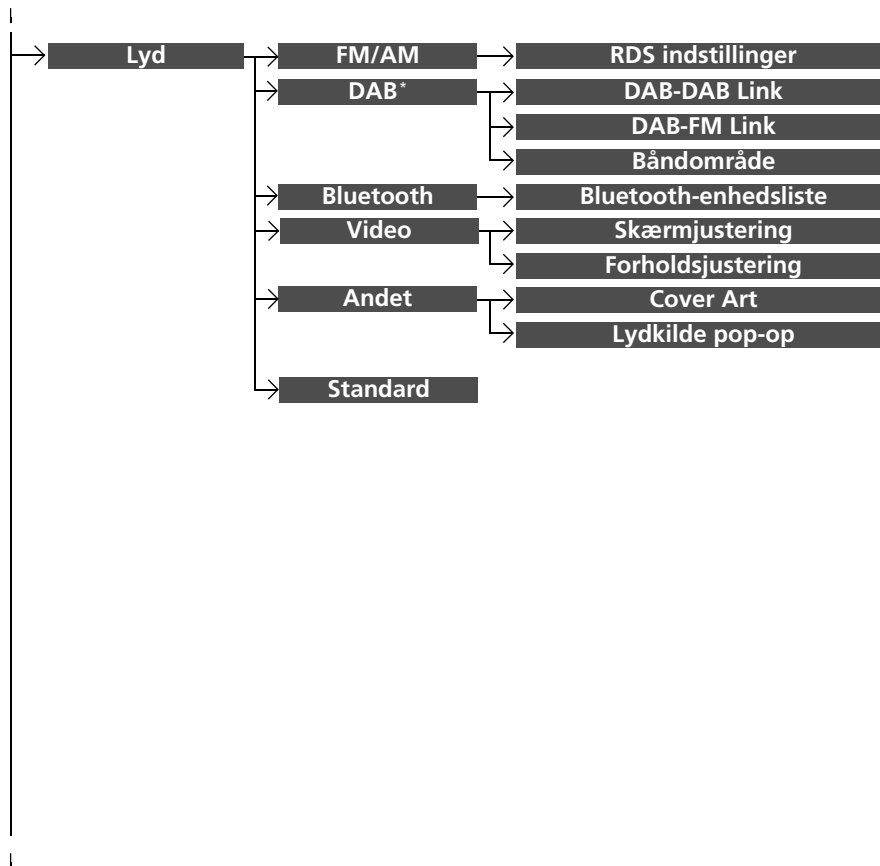 Lyd FM/AM RDS indstillinger
DAB* DAB-DAB Link
DAB-FM Link
Båndområde
Bluetooth Bluetooth-enhedsliste
Video Skærmjustering
Forholdsjustering
Andet Cover Art
Lydkilde pop-op
Standard